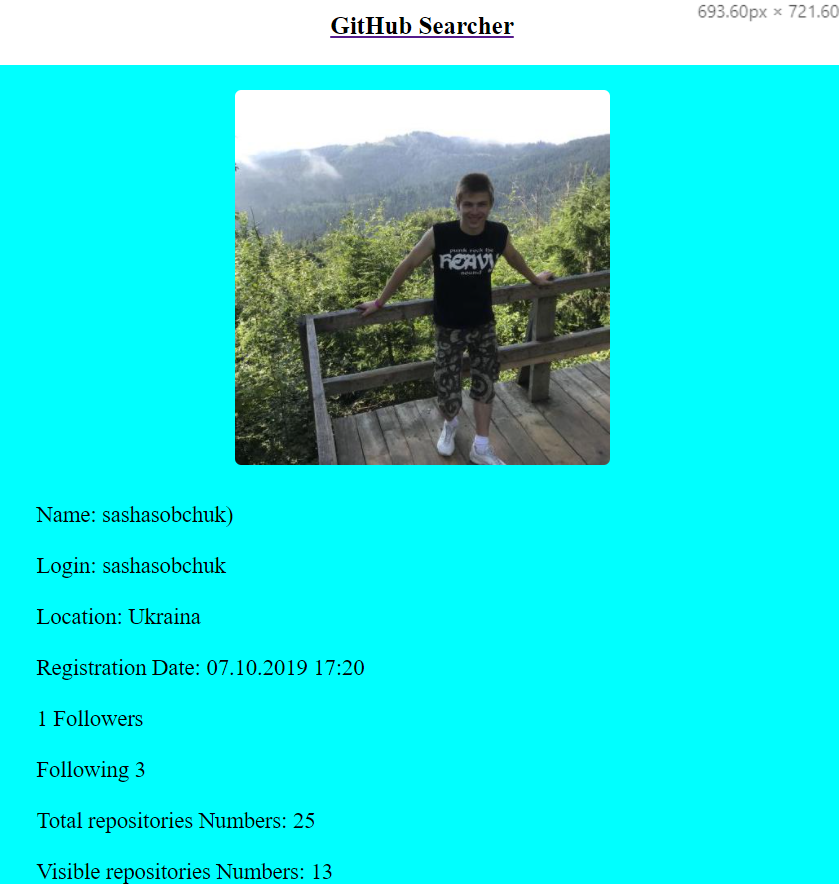 GitHub Searcher
693.60px × 721.60
punk rock the
HEAVY
sound
Name: sashasobchuk)
Login: sashasobchuk
Location: Ukraina
Registration Date: 07.10.2019 17:20
1 Followers
Following 3
Total repositories Numbers: 25
Visible repositories Numbers: 13